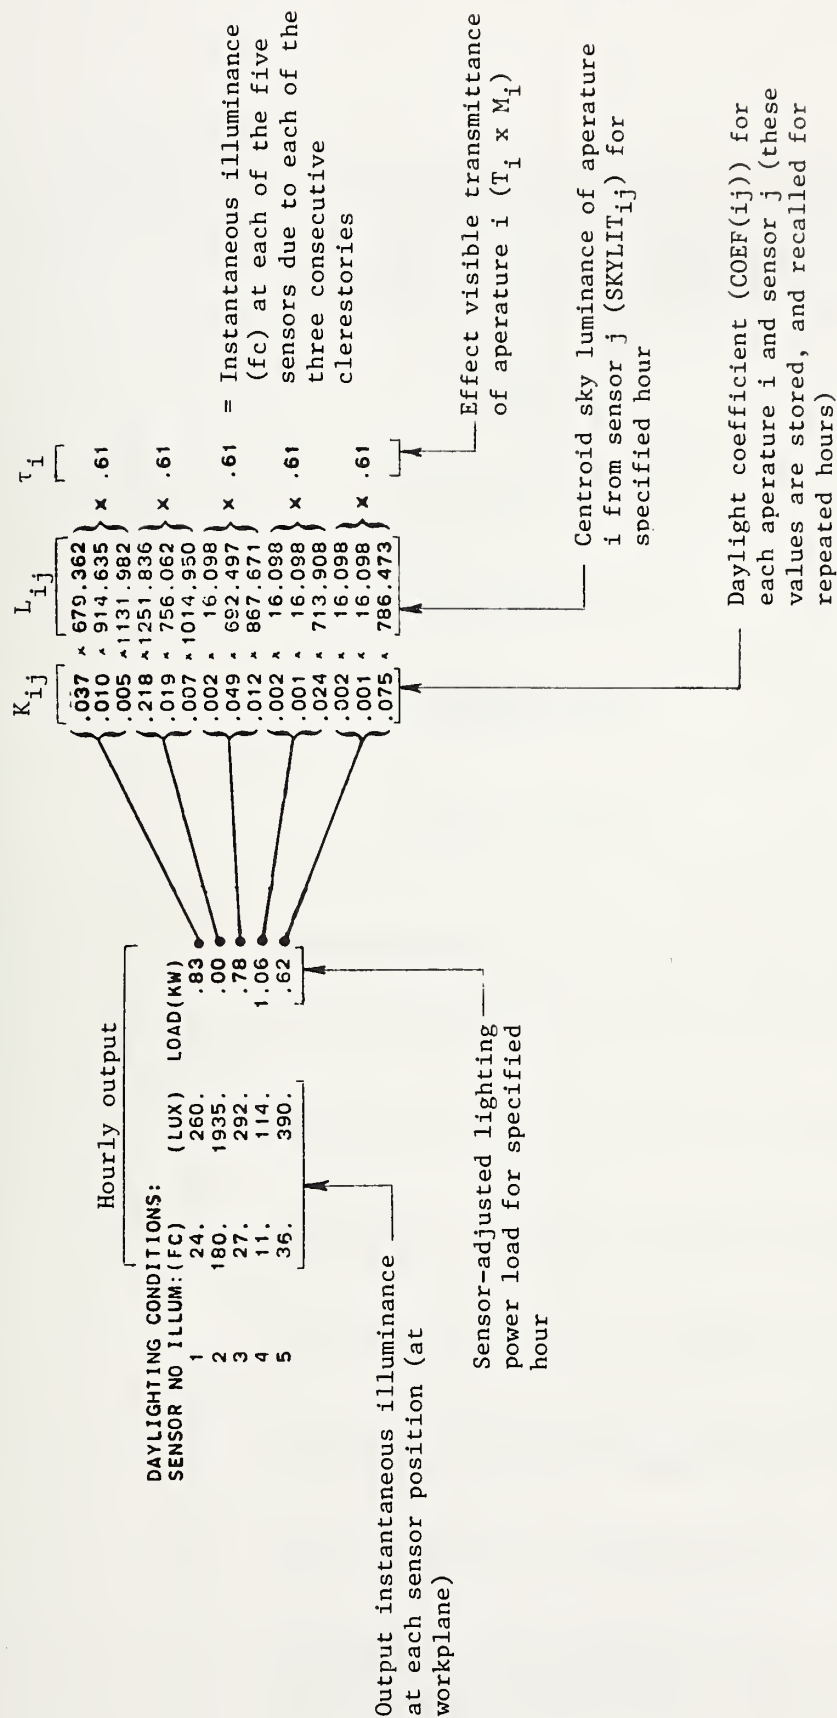 Hourly output
DAYLIGHTING CONDITIONS:
SENSOR NO ILLUM:(FC) (LUX) LOAD(KW)
1 24. 260. .83
2 180. 1935. .00
3 27. 292. .78
4 11. 114. 1.06
5 36. 390. .62
Output instantaneous illuminance
at each sensor position (at
workplane)
Sensor-adjusted lighting
power load for specified
hour
K_ij L_ij τ_i
.037 × 679.362
.010 × 914.635 × .61
.005 ×1131.982
.218 ×1251.836
.019 × 756.062 × .61
.007 ×1014.950
.002 × 16.098
.049 × 692.497 × .61
.012 × 867.671
.002 × 16.098
.001 × 16.098 × .61
.024 × 713.908
.002 × 16.098
.001 × 16.098 × .61
.075 × 786.473
= Instantaneous illuminance
(fc) at each of the five
sensors due to each of the
three consecutive
clerestories
Effect visible transmittance
of aperature i (T_i x M_i)
Centroid sky luminance of aperature
i from sensor j (SKYLIT_ij) for
specified hour
Daylight coefficient (COEF(ij)) for
each aperature i and sensor j (these
values are stored, and recalled for
repeated hours)